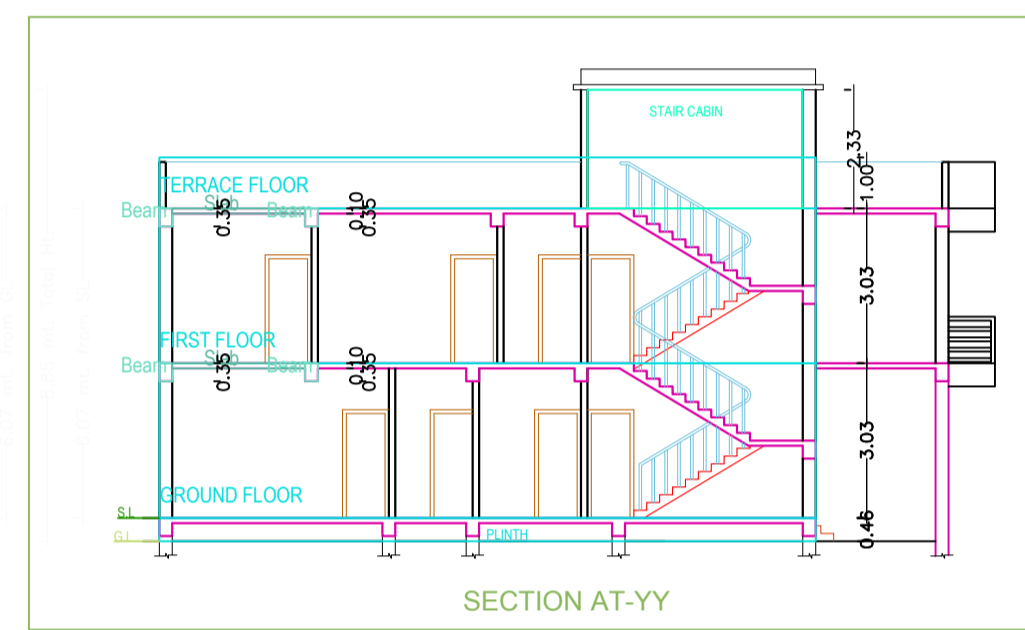 STAIR CABIN
2.33
1.00
TERRACE FLOOR
Beam
Slab
Beam
0.35
0.10
0.35
3.03
FIRST FLOOR
Beam
Slab
Beam
0.35
0.10
0.35
3.03
GROUND FLOOR
S.L
G.L
PLINTH
0.46
SECTION AT-YY